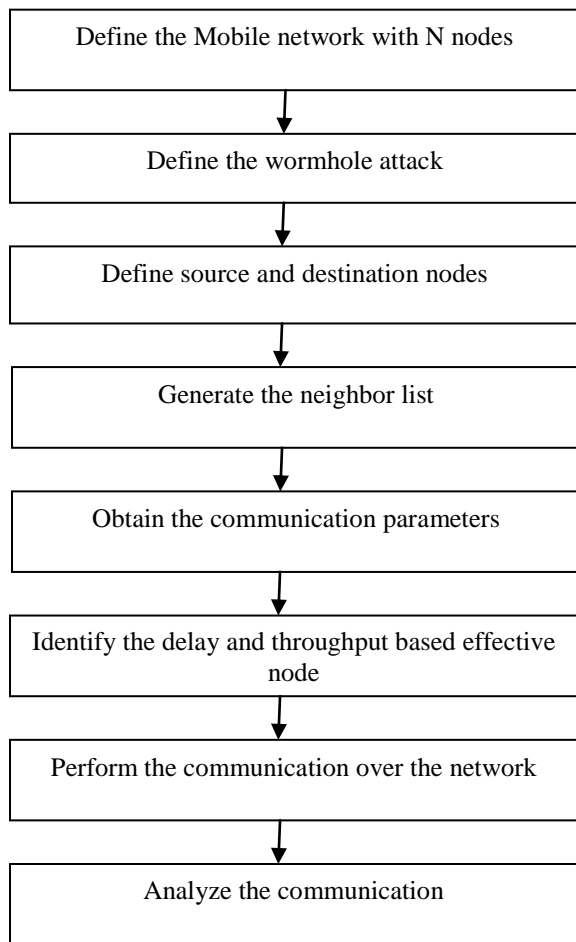 Define the Mobile network with N nodes
Define the wormhole attack
Define source and destination nodes
Generate the neighbor list
Obtain the communication parameters
Identify the delay and throughput based effective
node
Perform the communication over the network
Analyze the communication